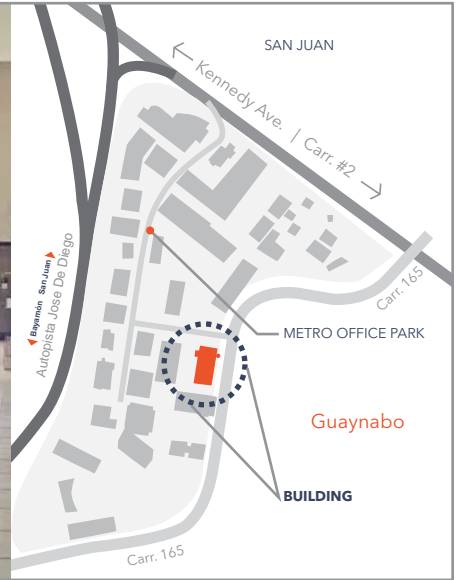 SAN JUAN
Kennedy Ave. | Carr. #2
Bayamón San Juan
Autopista Jose De Diego
Carr. 165
METRO OFFICE PARK
Guaynabo
BUILDING
Carr. 165